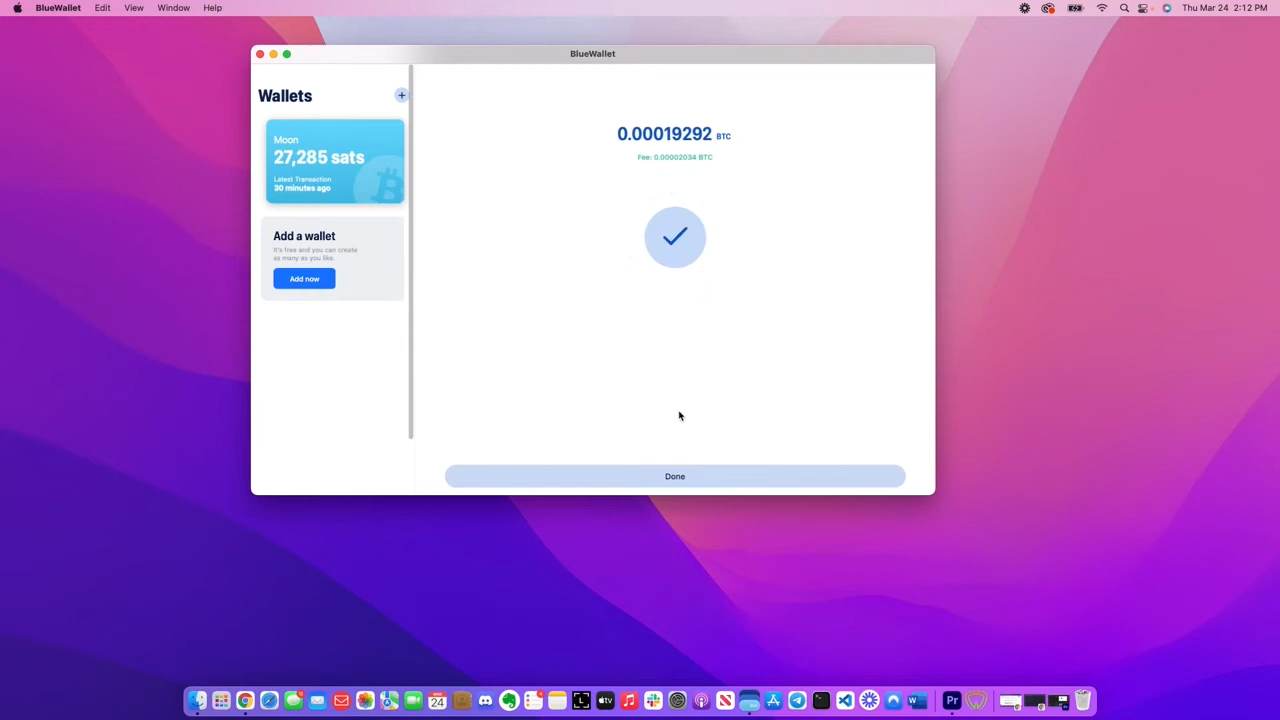 BlueWallet Edit View Window Help
Thu Mar 24 2:12 PM
BlueWallet
Wallets
Moon
27,285 sats
Latest Transaction
30 minutes ago
Add a wallet
It's free and you can create
as many as you like.
Add now
0.00019292 BTC
Fee: 0.00002034 BTC
Done
24
Pr